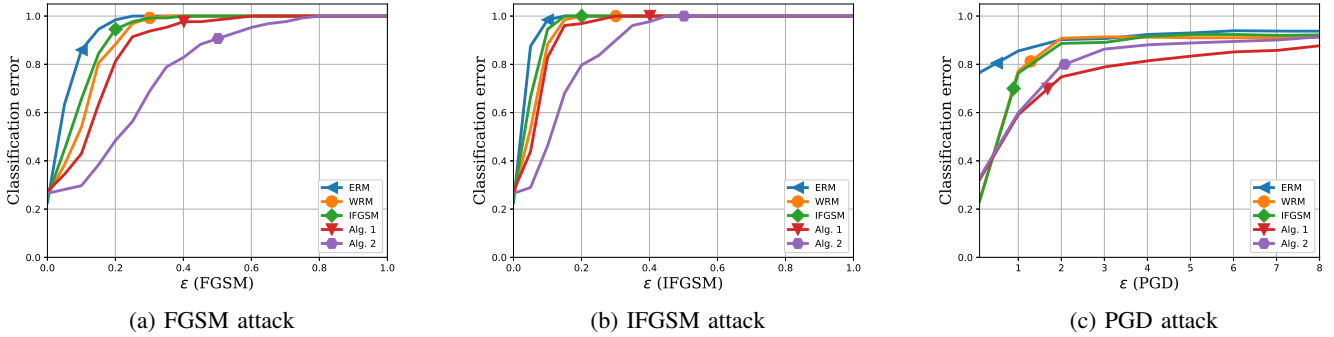 Classification error
1.0
0.8
0.6
0.4
0.2
0.0
ERM
WRM
IFGSM
Alg. 1
Alg. 2
0.0 0.2 0.4 0.6 0.8 1.0
ε (FGSM)
(a) FGSM attack
Classification error
1.0
0.8
0.6
0.4
0.2
0.0
ERM
WRM
IFGSM
Alg. 1
Alg. 2
0.0 0.2 0.4 0.6 0.8 1.0
ε (IFGSM)
(b) IFGSM attack
Classification error
1.0
0.8
0.6
0.4
0.2
0.0
ERM
WRM
IFGSM
Alg. 1
Alg. 2
1 2 3 4 5 6 7 8
ε (PGD)
(c) PGD attack